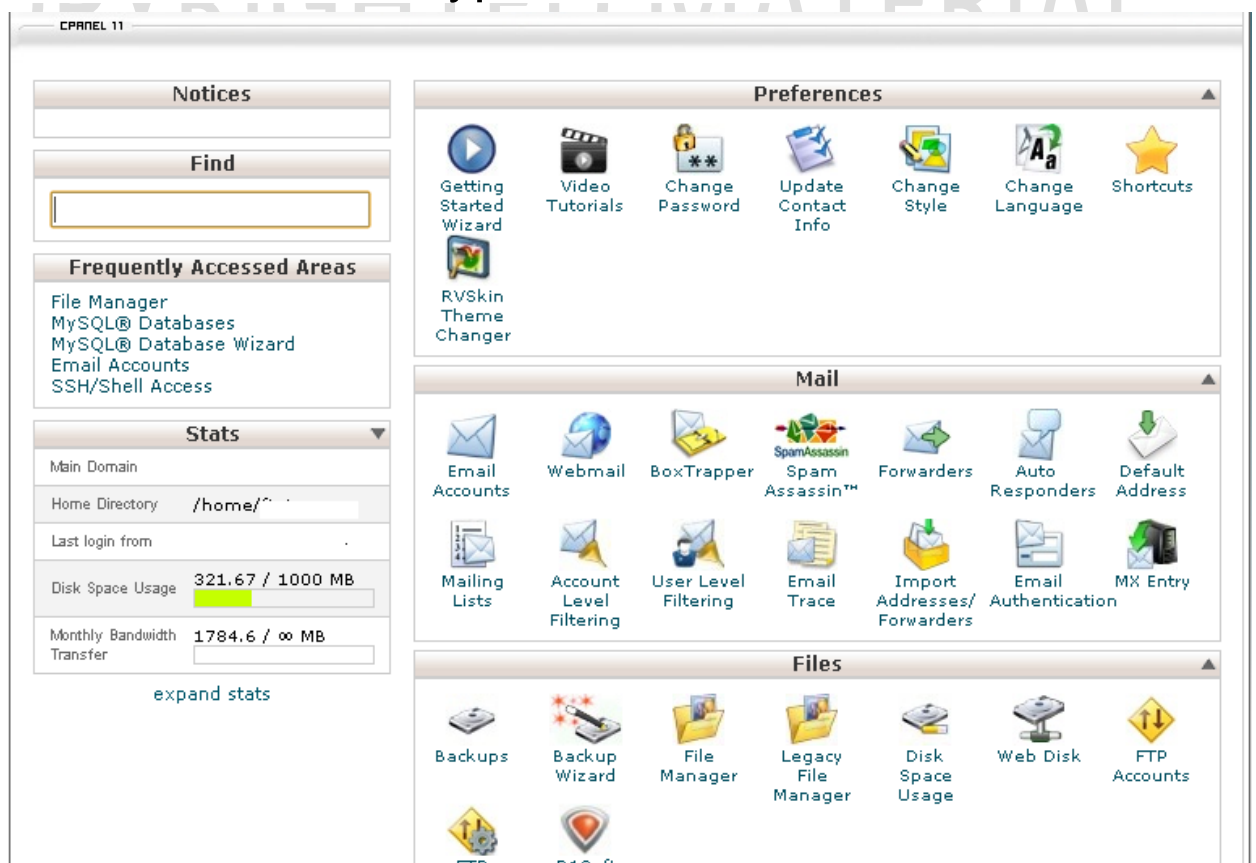 CPANEL 11
Notices
Find
Frequently Accessed Areas
File Manager
MySQL® Databases
MySQL® Database Wizard
Email Accounts
SSH/Shell Access
Stats
Main Domain
Home Directory /home/
Last login from
Disk Space Usage 321.67 / 1000 MB
Monthly Bandwidth
Transfer
1784.6 / ∞ MB
expand stats
Preferences
Getting
Started
Wizard
Video
Tutorials
Change
Password
Update
Contact
Info
Change
Style
Change
Language
Shortcuts
RVSkin
Theme
Changer
Mail
Email
Accounts
Webmail
BoxTrapper
SpamAssassin
Spam
Assassin™
Forwarders
Auto
Responders
Default
Address
Mailing
Lists
Account
Level
Filtering
User Level
Filtering
Email
Trace
Import
Addresses/
Forwarders
Email
Authentication
MX Entry
Files
Backups
Backup
Wizard
File
Manager
Legacy
File
Manager
Disk
Space
Usage
Web Disk
FTP
Accounts